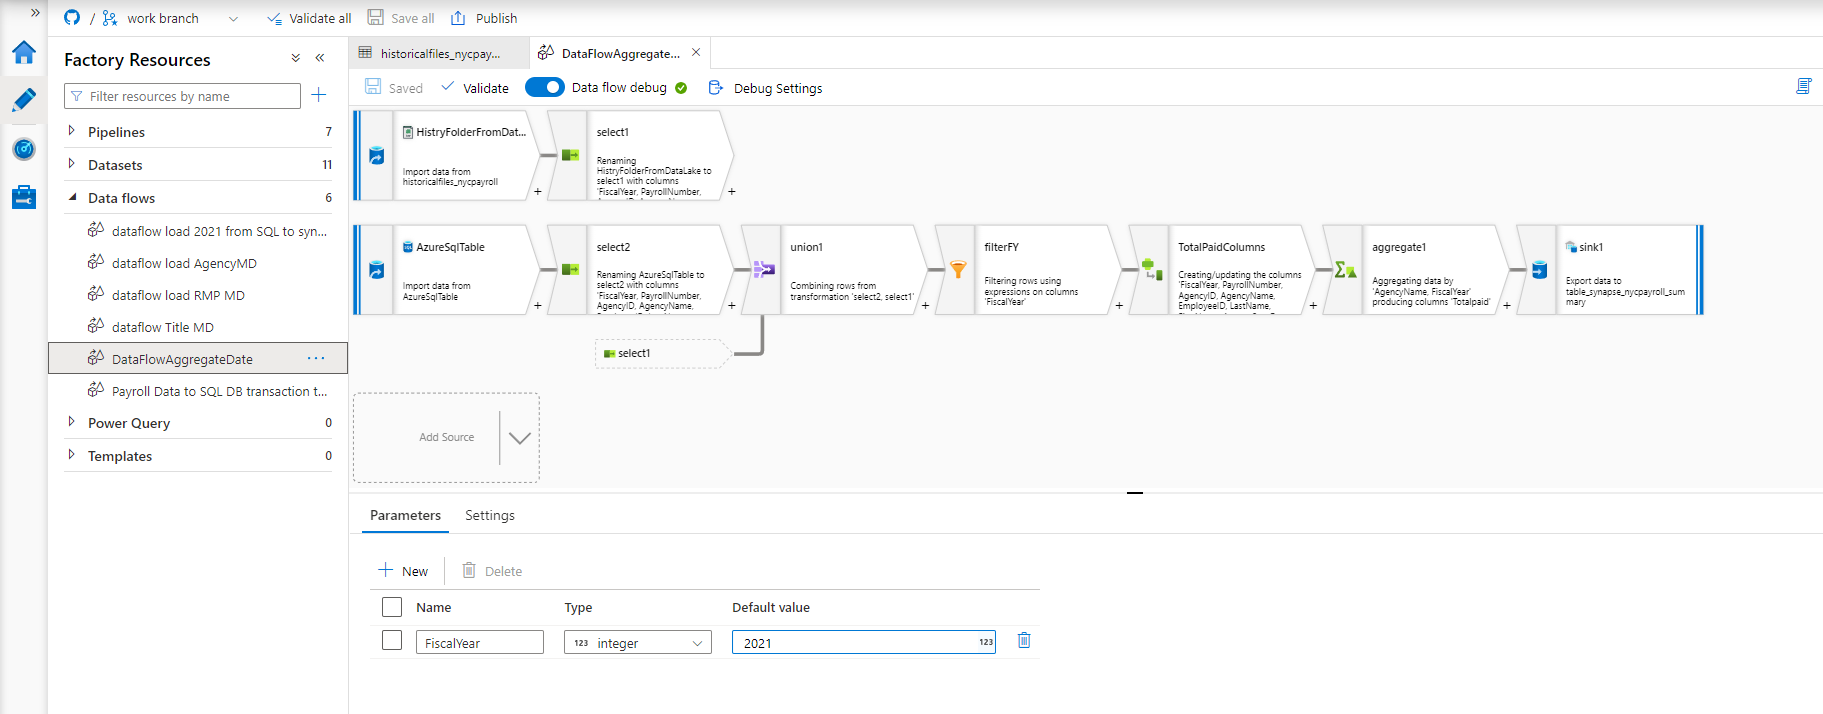 »
/ work branch
Validate all
Save all
Publish
Factory Resources
Filter resources by name
Pipelines 7
Datasets 11
Data flows 6
dataflow load 2021 from SQL to syn...
dataflow load AgencyMD
dataflow load RMP MD
dataflow Title MD
DataFlowAggregateDate ...
Payroll Data to SQL DB transaction t...
Power Query 0
Templates 0
historicalfiles_nycpay...
DataFlowAggregate...
Saved
Validate
Data flow debug
Debug Settings
HistryFolderFromDat...
Import data from
historicalfiles_nycpayroll
+
select1
Renaming
HistryFolderFromDataLake to
select1 with columns
'FiscalYear, PayrollNumber,
+
AzureSqlTable
Import data from
AzureSqlTable
+
select2
Renaming AzureSqlTable to
select2 with columns
'FiscalYear, PayrollNumber,
AgencyID, AgencyName,
+
union1
Combining rows from
transformation 'select2, select1'
+
filterFY
Filtering rows using
expressions on columns
'FiscalYear'
+
TotalPaidColumns
Creating/updating the columns
'FiscalYear, PayrollNumber,
AgencyID, AgencyName,
EmployeeID, LastName,
+
aggregate1
Aggregating data by
'AgencyName, FiscalYear'
producing columns 'Totalpaid'
+
sink1
Export data to
table_synapse_nycpayroll_sum
mary
select1
Add Source
Parameters
Settings
New
Delete
Name Type Default value
FiscalYear 123 integer 2021 123